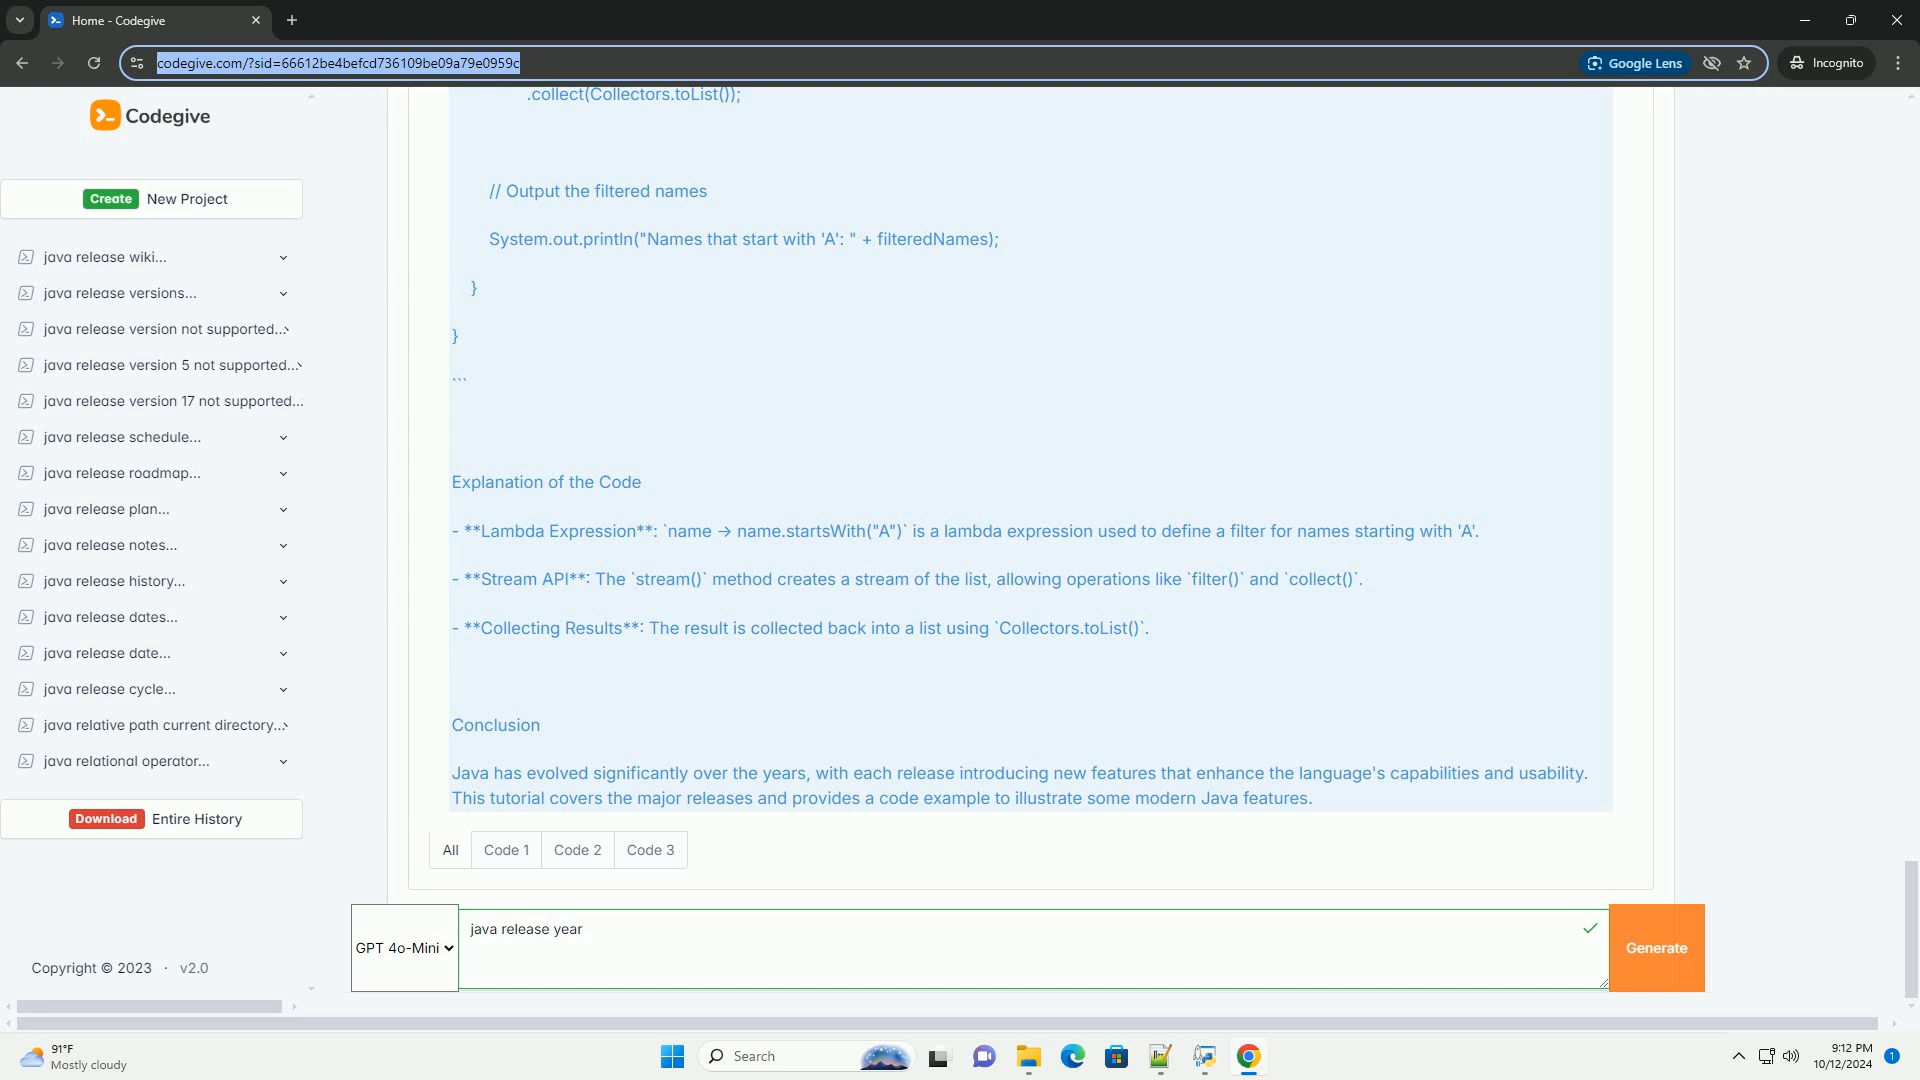 Home - Codegive
codegive.com/?sid=66612be4befcd736109be09a79e0959c
Google Lens
Incognito
Codegive
Create New Project
java release wiki...
java release versions...
java release version not supported...
java release version 5 not supported...
java release version 17 not supported...
java release schedule...
java release roadmap...
java release plan...
java release notes...
java release history...
java release dates...
java release date...
java release cycle...
java relative path current directory...
java relational operator...
Download Entire History
Copyright © 2023 · v2.0
.collect(Collectors.toList());
// Output the filtered names
System.out.println("Names that start with 'A': " + filteredNames);
}
}
```
Explanation of the Code
- **Lambda Expression**: `name -> name.startsWith("A")` is a lambda expression used to define a filter for names starting with 'A'.
- **Stream API**: The `stream()` method creates a stream of the list, allowing operations like `filter()` and `collect()`.
- **Collecting Results**: The result is collected back into a list using `Collectors.toList()`.
Conclusion
Java has evolved significantly over the years, with each release introducing new features that enhance the language's capabilities and usability.
This tutorial covers the major releases and provides a code example to illustrate some modern Java features.
All Code 1 Code 2 Code 3
GPT 4o-Mini
java release year
Generate
91°F
Mostly cloudy
Search
9:12 PM
10/12/2024
1